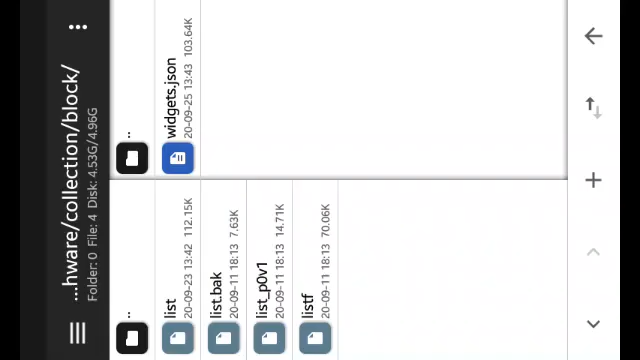 ...hware/collection/block/
Folder: 0 File: 4 Disk: 4.53G/4.96G
..
list
20-09-23 13:42 112.15K
list.bak
20-09-11 18:13 7.63K
list_p0v1
20-09-11 18:13 14.71K
listf
20-09-11 18:13 70.06K
..
widgets.json
20-09-25 13:43 103.64K